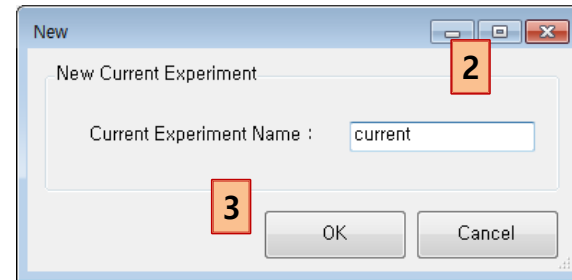 New
2
New Current Experiment
Current Experiment Name : current
3
OK Cancel